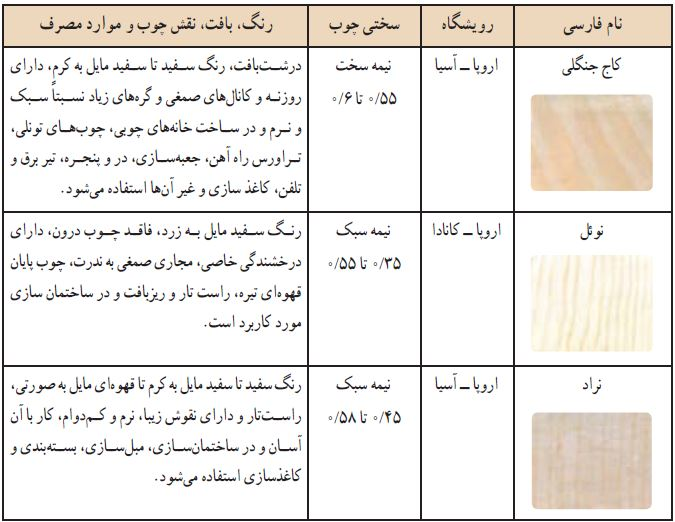 نام فارسی
رویشگاه
سختی چوب
رنگ، بافت، نقش چوب و موارد مصرف
کاج جنگلی
اروپا ــ آسیا
نیمه سخت
۰/۵۵ تا ۰/۶
درشت‌بافت، رنگ سفید تا سفید مایل به کرم، دارای
روزنه و کانال‌های صمغی و گره‌های زیاد نسبتاً سبک
و نرم و در ساخت خانه‌های چوبی، چوب‌های تونلی،
تراورس راه آهن، جعبه‌سازی، در و پنجره، تیر برق و
تلفن، کاغذ سازی و غیر آن‌ها استفاده می‌شود.
نوئل
اروپا ــ کانادا
نیمه سبک
۰/۳۵ تا ۰/۵۵
رنگ سفید مایل به زرد، فاقد چوب درون، دارای
درخشندگی خاصی، مجاری صمغی به ندرت، چوب پایان
قهوه‌ای تیره، راست تار و ریزبافت و در ساختمان سازی
مورد کاربرد است.
نراد
اروپا ــ آسیا
نیمه سبک
۰/۴۵ تا ۰/۵۸
رنگ سفید تا سفید مایل به کرم تا قهوه‌ای مایل به صورتی،
راست‌تار و دارای نقوش زیبا، نرم و کم‌دوام، کار با آن
آسان و در ساختمان‌سازی، مبل‌سازی، بسته‌بندی و
کاغذسازی استفاده می‌شود.